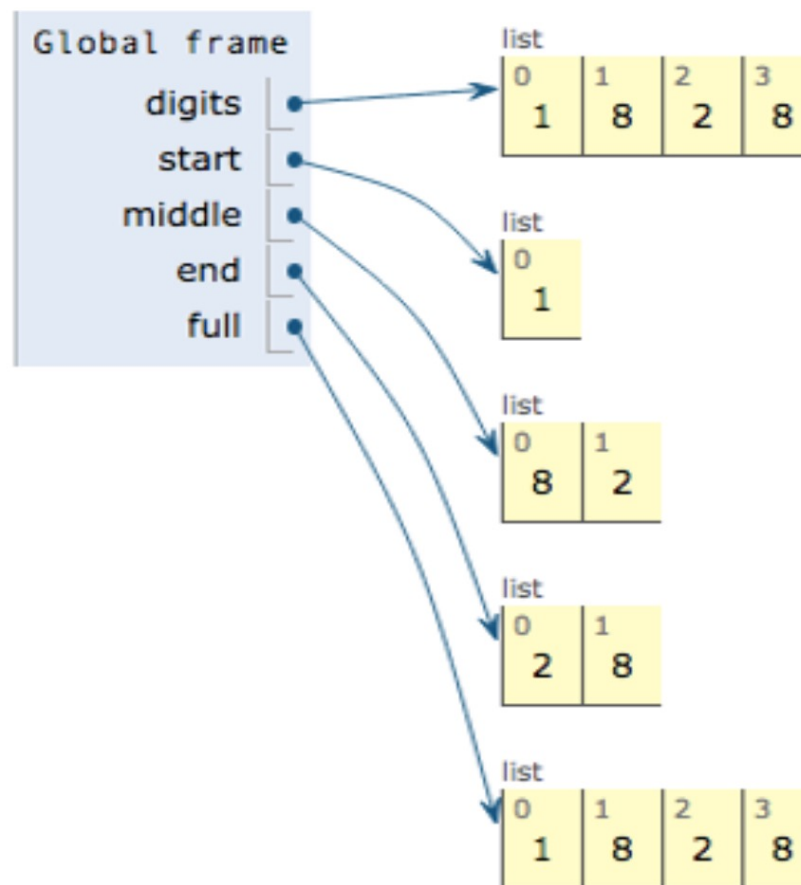 Global frame
digits
start
middle
end
full
list
0 1 2 3
1 8 2 8
list
0
1
list
0 1
8 2
list
0 1
2 8
list
0 1 2 3
1 8 2 8